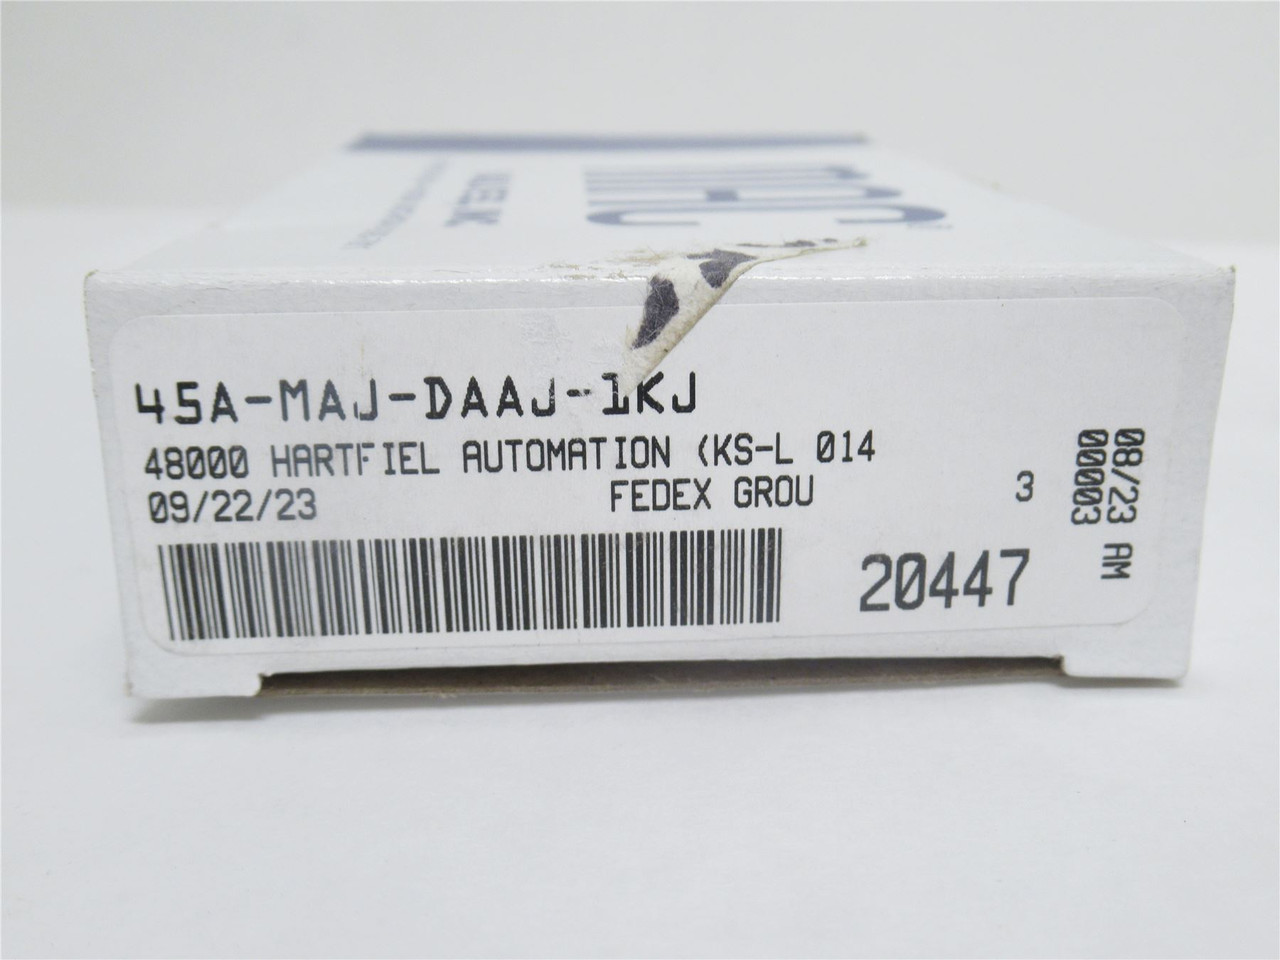 45A-MAJ-DAAJ-1KJ
48000 HARTFIEL AUTOMATION (KS-L 014
09/22/23 FEDEX GROU 3
20447
08/23 AM
00003